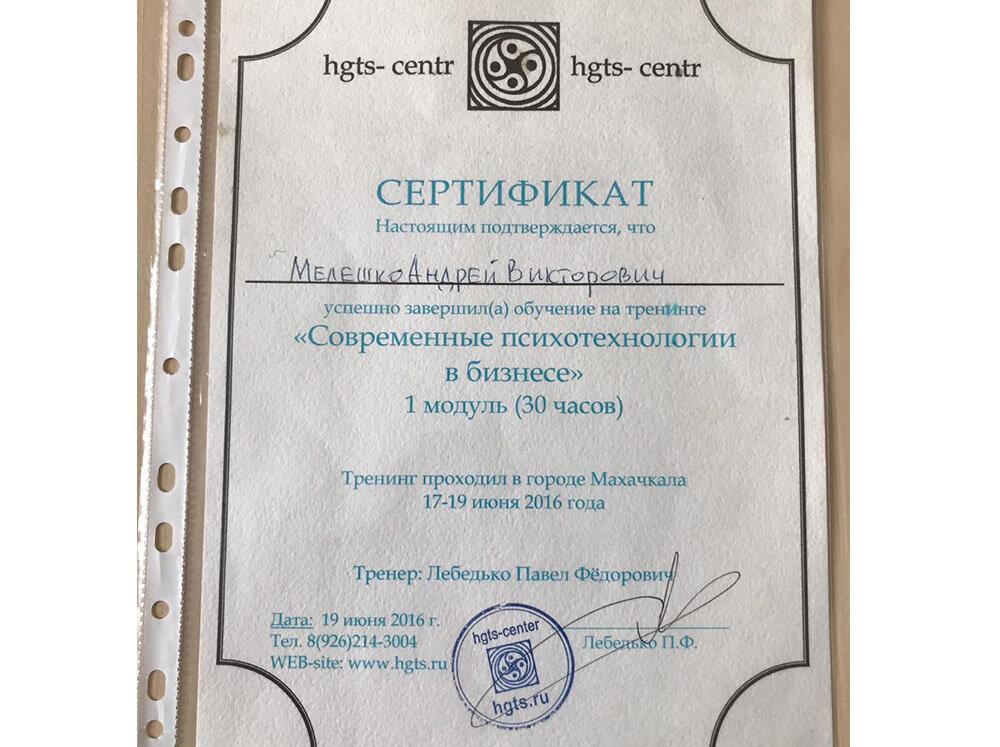 hgts- centr hgts- centr
СЕРТИФИКАТ
Настоящим подтверждается, что
Мелешко Андрей Викторович
успешно завершил(а) обучение на тренинге
«Современные психотехнологии
в бизнесе»
1 модуль (30 часов)
Тренинг проходил в городе Махачкала
17-19 июня 2016 года
Тренер: Лебедько Павел Фёдорович
Дата: 19 июня 2016 г.
Тел. 8(926)214-3004
WEB-site: www.hgts.ru
Лебедько П.Ф.
hgts-center
hgts.ru